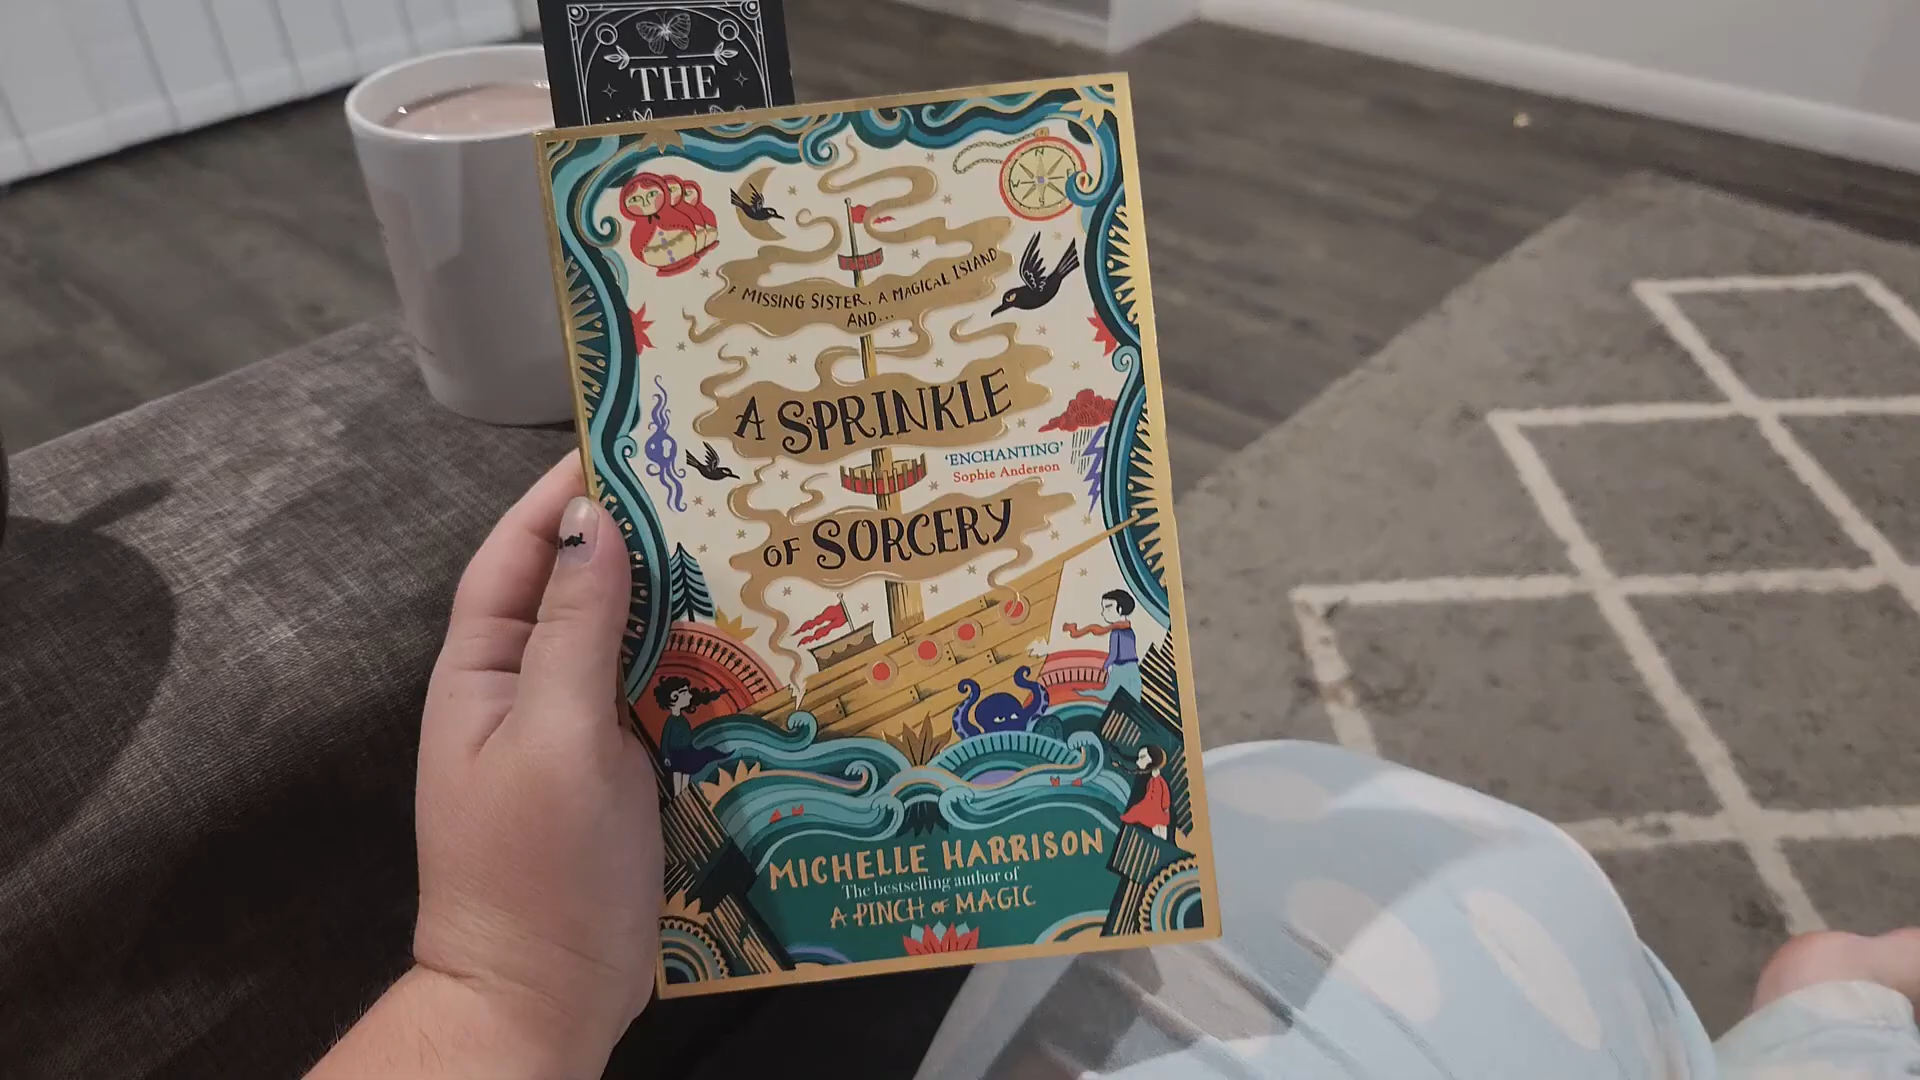 THE
MISSING SISTER, A MAGICAL ISLAND
AND...
A SPRINKLE
'ENCHANTING'
Sophie Anderson
OF SORCERY
MICHELLE HARRISON
The bestselling author of
A PINCH OF MAGIC
N
W
E
S